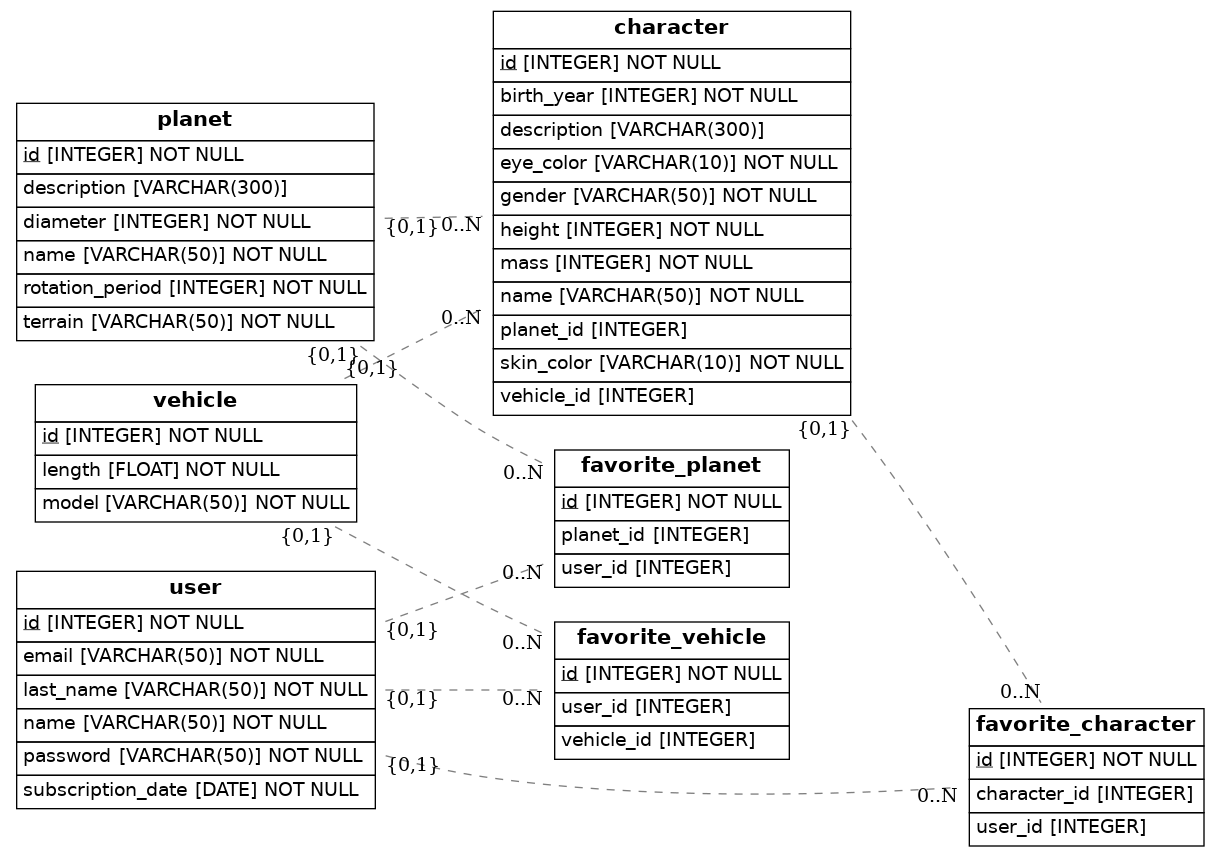 character
id [INTEGER] NOT NULL
birth_year [INTEGER] NOT NULL
description [VARCHAR(300)]
eye_color [VARCHAR(10)] NOT NULL
gender [VARCHAR(50)] NOT NULL
height [INTEGER] NOT NULL
mass [INTEGER] NOT NULL
name [VARCHAR(50)] NOT NULL
planet_id [INTEGER]
skin_color [VARCHAR(10)] NOT NULL
vehicle_id [INTEGER]
planet
id [INTEGER] NOT NULL
description [VARCHAR(300)]
diameter [INTEGER] NOT NULL
name [VARCHAR(50)] NOT NULL
rotation_period [INTEGER] NOT NULL
terrain [VARCHAR(50)] NOT NULL
{0,1}
0..N
0..N
{0,1}
{0,1}
vehicle
id [INTEGER] NOT NULL
length [FLOAT] NOT NULL
model [VARCHAR(50)] NOT NULL
{0,1}
0..N
favorite_planet
id [INTEGER] NOT NULL
planet_id [INTEGER]
user_id [INTEGER]
{0,1}
0..N
user
id [INTEGER] NOT NULL
email [VARCHAR(50)] NOT NULL
last_name [VARCHAR(50)] NOT NULL
name [VARCHAR(50)] NOT NULL
password [VARCHAR(50)] NOT NULL
subscription_date [DATE] NOT NULL
{0,1}
0..N
favorite_vehicle
id [INTEGER] NOT NULL
user_id [INTEGER]
vehicle_id [INTEGER]
{0,1}
0..N
{0,1}
0..N
0..N
favorite_character
id [INTEGER] NOT NULL
character_id [INTEGER]
user_id [INTEGER]